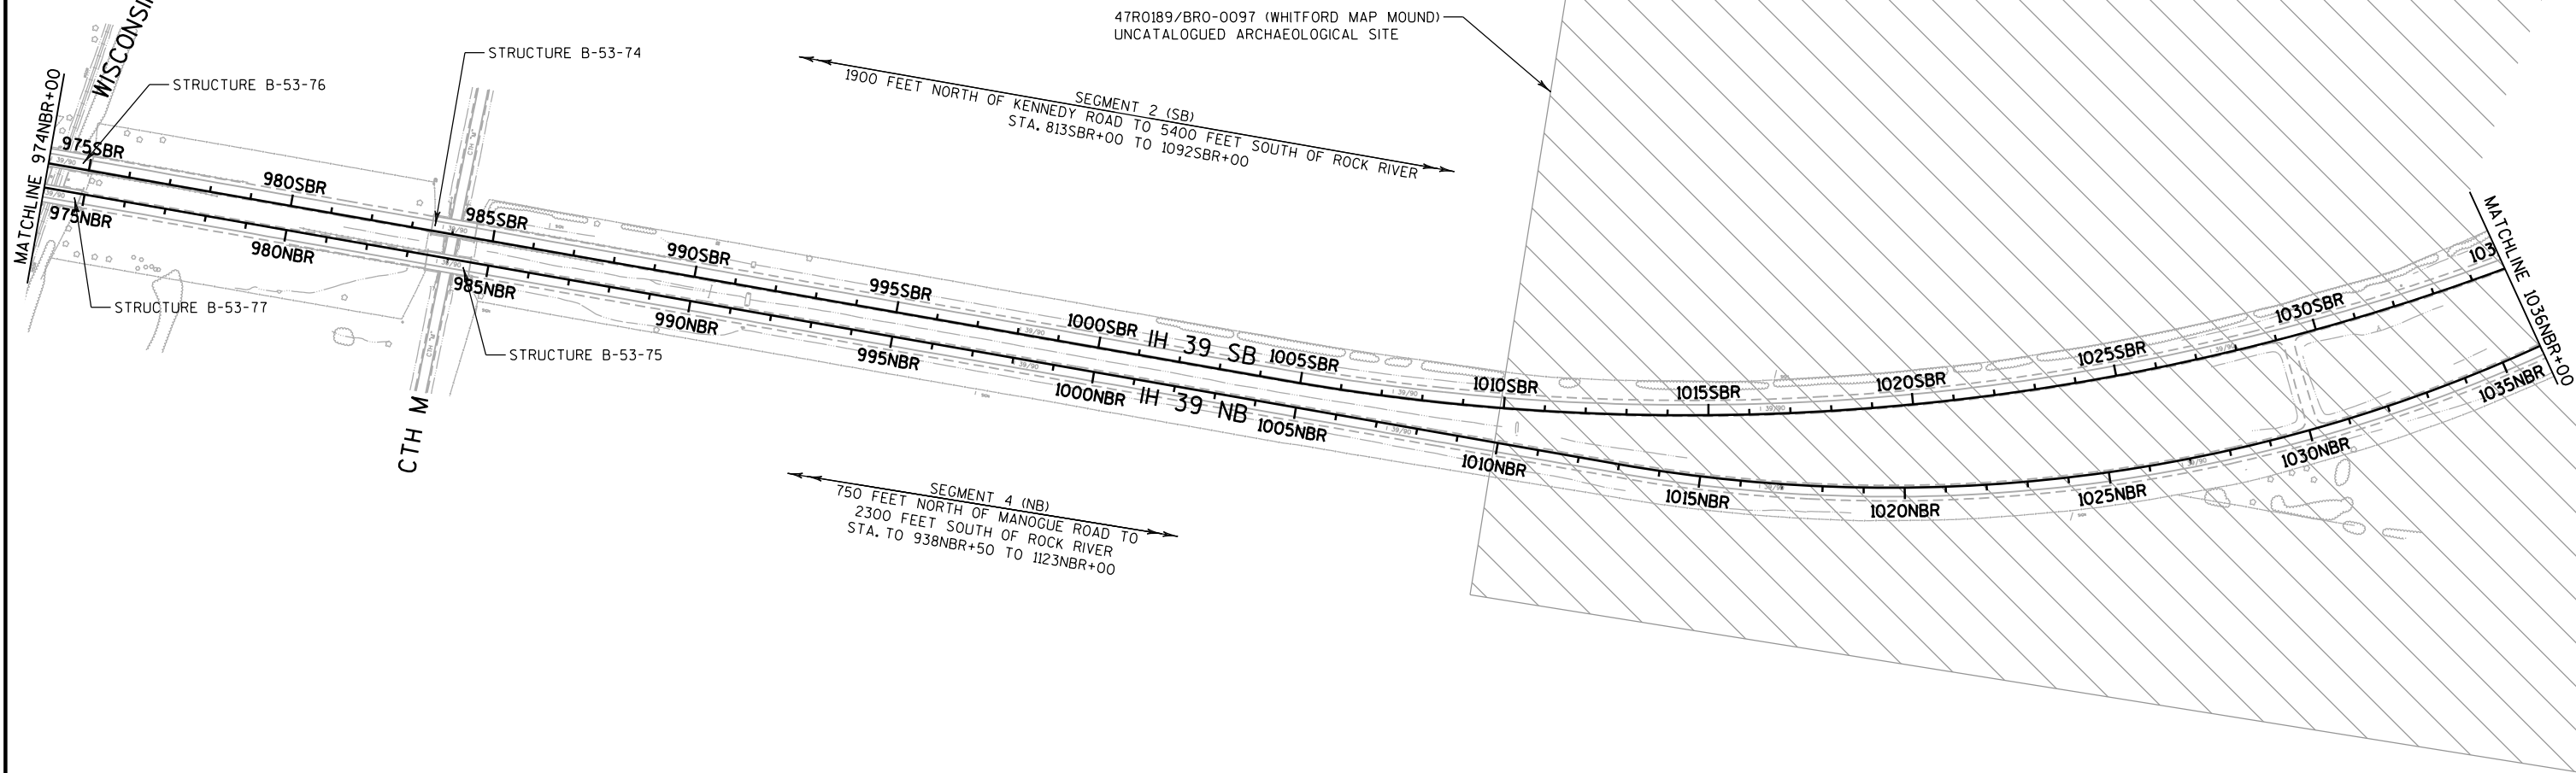 47RO189/BRO-0097 (WHITFORD MAP MOUND)
UNCATALOGUED ARCHAEOLOGICAL SITE
STRUCTURE B-53-74
STRUCTURE B-53-76
SEGMENT 2 (SB)
1900 FEET NORTH OF KENNEDY ROAD TO 5400 FEET SOUTH OF ROCK RIVER
STA. 813SBR+00 TO 1092SBR+00
MATCHLINE 974NBR+00
975SBR
980SBR
985SBR
990SBR
995SBR
1000SBR
IH 39 SB
1005SBR
1010SBR
1015SBR
1020SBR
1025SBR
1030SBR
MATCHLINE 1036NBR+00
975NBR
980NBR
985NBR
990NBR
995NBR
1000NBR
IH 39 NB
1005NBR
1010NBR
1015NBR
1020NBR
1025NBR
1030NBR
1035NBR
STRUCTURE B-53-77
STRUCTURE B-53-75
CTH M
SEGMENT 4 (NB)
750 FEET NORTH OF MANOGUE ROAD TO
2300 FEET SOUTH OF ROCK RIVER
STA. TO 938NBR+50 TO 1123NBR+00